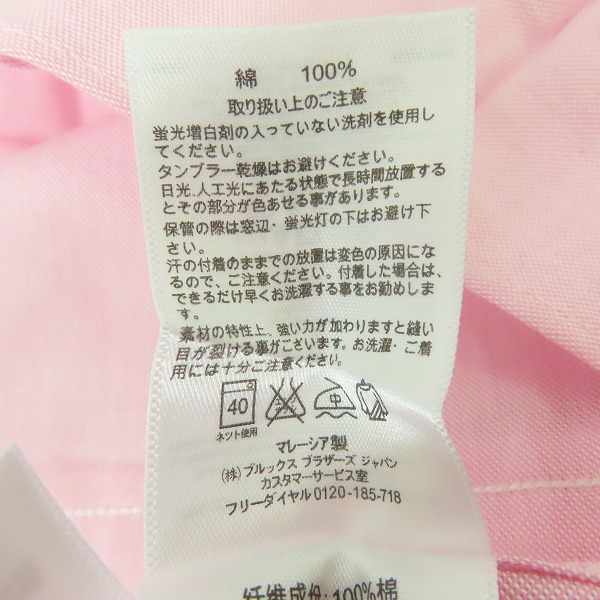 綿 100%
取り扱い上のご注意
蛍光増白剤の入っていない洗剤を使用し
てください。
タンブラー乾燥はお避けください。
日光、人工光にあたる状態で長時間放置する
とその部分が色あせる事があります。
保管の際は窓辺・蛍光灯の下はお避け下
さい。
汗の付着のままでの放置は変色の原因にな
るので、ご注意ください。付着した場合は、
できるだけ早くお洗濯する事をお勧めしま
す。
素材の特性上、強い力が加わりますと縫い
目が裂ける事がございます。お洗濯・ご着
用には十分ご注意ください。
40
中
ネット使用
マレーシア製
(株) ブルックス ブラザーズ ジャパン
カスタマーサービス室
フリーダイヤル 0120-185-718
纤维成份: 100%棉